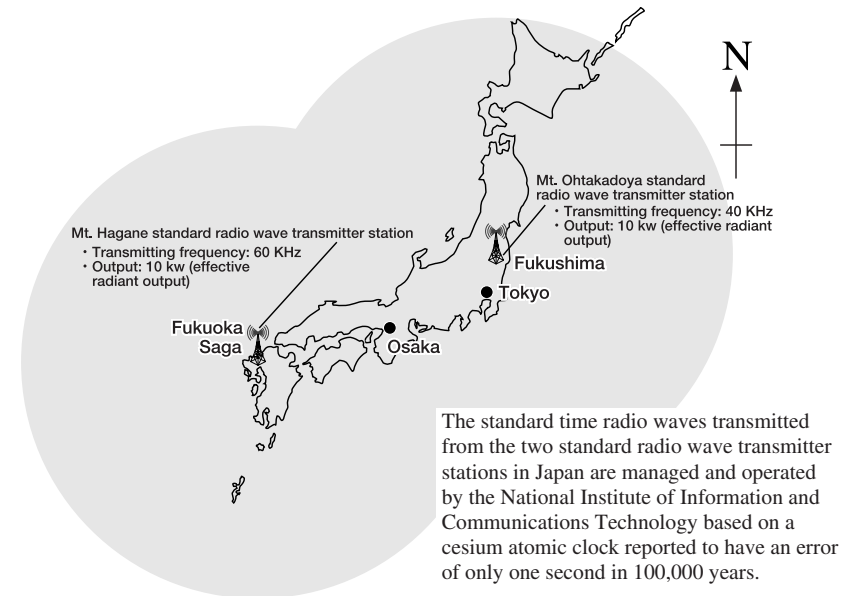 N
Mt. Ohtakadoya standard
radio wave transmitter station
・Transmitting frequency: 40 KHz
・Output: 10 kw (effective radiant
output)
Mt. Hagane standard radio wave transmitter station
・Transmitting frequency: 60 KHz
・Output: 10 kw (effective
radiant output)
Fukushima
Tokyo
Fukuoka
Saga
Osaka
The standard time radio waves transmitted
from the two standard radio wave transmitter
stations in Japan are managed and operated
by the National Institute of Information and
Communications Technology based on a
cesium atomic clock reported to have an error
of only one second in 100,000 years.